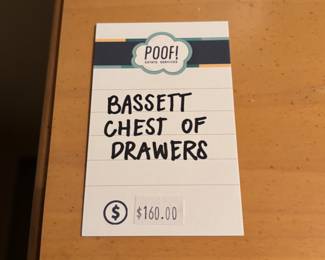 POOF!
ESTATE SERVICES
BASSETT
CHEST OF
DRAWERS
$ $160.00